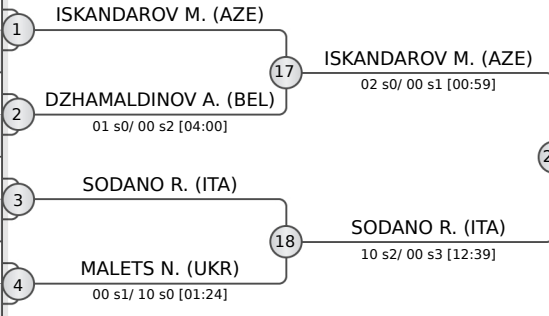 ISKANDAROV M. (AZE)
1
17
ISKANDAROV M. (AZE)
02 s0/ 00 s1 [00:59]
2
DZHAMALDINOV A. (BEL)
01 s0/ 00 s2 [04:00]
3
SODANO R. (ITA)
18
SODANO R. (ITA)
10 s2/ 00 s3 [12:39]
4
MALETS N. (UKR)
00 s1/ 10 s0 [01:24]